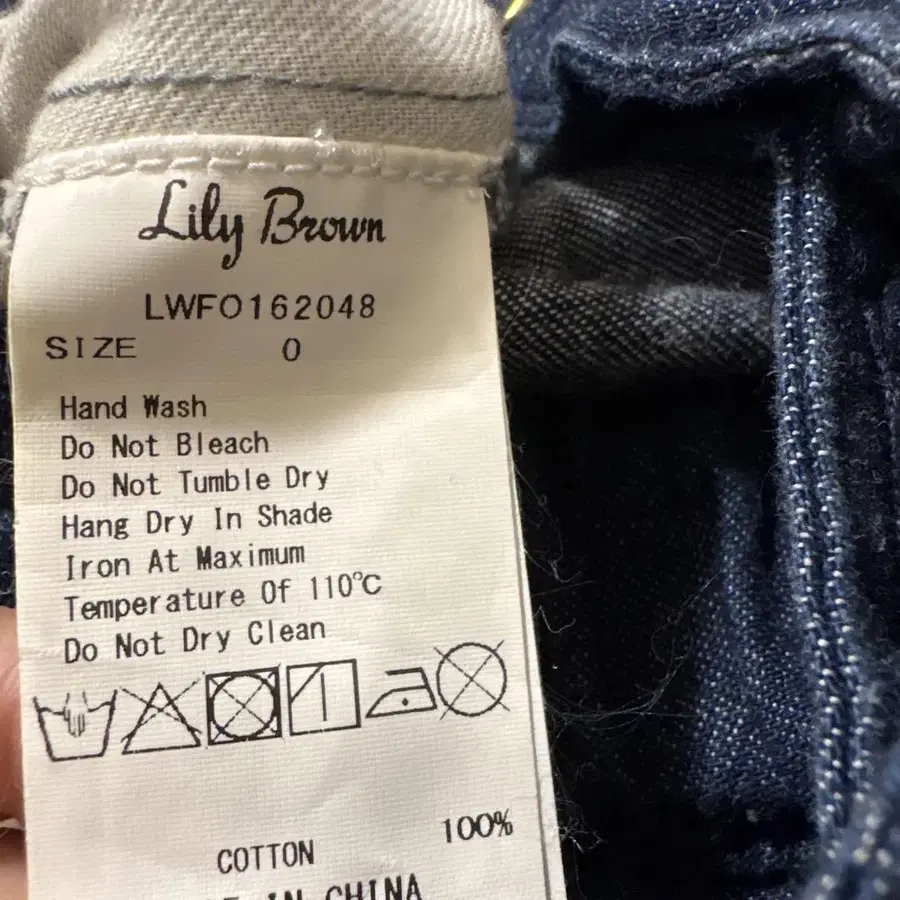 Lily Brown
LWFO162048
SIZE 0
Hand Wash
Do Not Bleach
Do Not Tumble Dry
Hang Dry In Shade
Iron At Maximum
Temperature Of 110℃
Do Not Dry Clean
COTTON 100%
IN CHINA